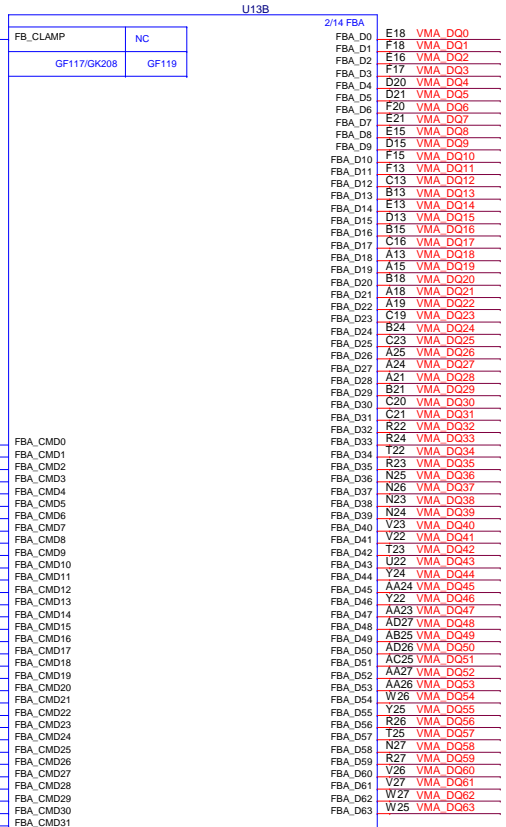 U13B
2/14 FBA
FB_CLAMP NC
GF117/GK208 GF119
FBA_D0 E18 VMA_DQ0
FBA_D1 F18 VMA_DQ1
FBA_D2 E16 VMA_DQ2
FBA_D3 F17 VMA_DQ3
FBA_D4 D20 VMA_DQ4
FBA_D5 D21 VMA_DQ5
FBA_D6 F20 VMA_DQ6
FBA_D7 E21 VMA_DQ7
FBA_D8 E15 VMA_DQ8
FBA_D9 D15 VMA_DQ9
FBA_D10 F15 VMA_DQ10
FBA_D11 F13 VMA_DQ11
FBA_D12 C13 VMA_DQ12
FBA_D13 B13 VMA_DQ13
FBA_D14 E13 VMA_DQ14
FBA_D15 D13 VMA_DQ15
FBA_D16 B15 VMA_DQ16
FBA_D17 C16 VMA_DQ17
FBA_D18 A13 VMA_DQ18
FBA_D19 A15 VMA_DQ19
FBA_D20 B18 VMA_DQ20
FBA_D21 A18 VMA_DQ21
FBA_D22 A19 VMA_DQ22
FBA_D23 C19 VMA_DQ23
FBA_D24 B24 VMA_DQ24
FBA_D25 C23 VMA_DQ25
FBA_D26 A25 VMA_DQ26
FBA_D27 A24 VMA_DQ27
FBA_D28 A21 VMA_DQ28
FBA_D29 B21 VMA_DQ29
FBA_D30 C20 VMA_DQ30
FBA_D31 C21 VMA_DQ31
FBA_D32 R22 VMA_DQ32
FBA_CMD0 FBA_D33 R24 VMA_DQ33
FBA_CMD1 FBA_D34 T22 VMA_DQ34
FBA_CMD2 FBA_D35 R23 VMA_DQ35
FBA_CMD3 FBA_D36 N25 VMA_DQ36
FBA_CMD4 FBA_D37 N26 VMA_DQ37
FBA_CMD5 FBA_D38 N23 VMA_DQ38
FBA_CMD6 FBA_D39 N24 VMA_DQ39
FBA_CMD7 FBA_D40 V23 VMA_DQ40
FBA_CMD8 FBA_D41 V22 VMA_DQ41
FBA_CMD9 FBA_D42 T23 VMA_DQ42
FBA_CMD10 FBA_D43 U22 VMA_DQ43
FBA_CMD11 FBA_D44 Y24 VMA_DQ44
FBA_CMD12 FBA_D45 AA24 VMA_DQ45
FBA_CMD13 FBA_D46 Y22 VMA_DQ46
FBA_CMD14 FBA_D47 AA23 VMA_DQ47
FBA_CMD15 FBA_D48 AD27 VMA_DQ48
FBA_CMD16 FBA_D49 AB25 VMA_DQ49
FBA_CMD17 FBA_D50 AD26 VMA_DQ50
FBA_CMD18 FBA_D51 AC25 VMA_DQ51
FBA_CMD19 FBA_D52 AA27 VMA_DQ52
FBA_CMD20 FBA_D53 AA26 VMA_DQ53
FBA_CMD21 FBA_D54 W26 VMA_DQ54
FBA_CMD22 FBA_D55 Y25 VMA_DQ55
FBA_CMD23 FBA_D56 R26 VMA_DQ56
FBA_CMD24 FBA_D57 T25 VMA_DQ57
FBA_CMD25 FBA_D58 N27 VMA_DQ58
FBA_CMD26 FBA_D59 R27 VMA_DQ59
FBA_CMD27 FBA_D60 V26 VMA_DQ60
FBA_CMD28 FBA_D61 V27 VMA_DQ61
FBA_CMD29 FBA_D62 W27 VMA_DQ62
FBA_CMD30 FBA_D63 W25 VMA_DQ63
FBA_CMD31